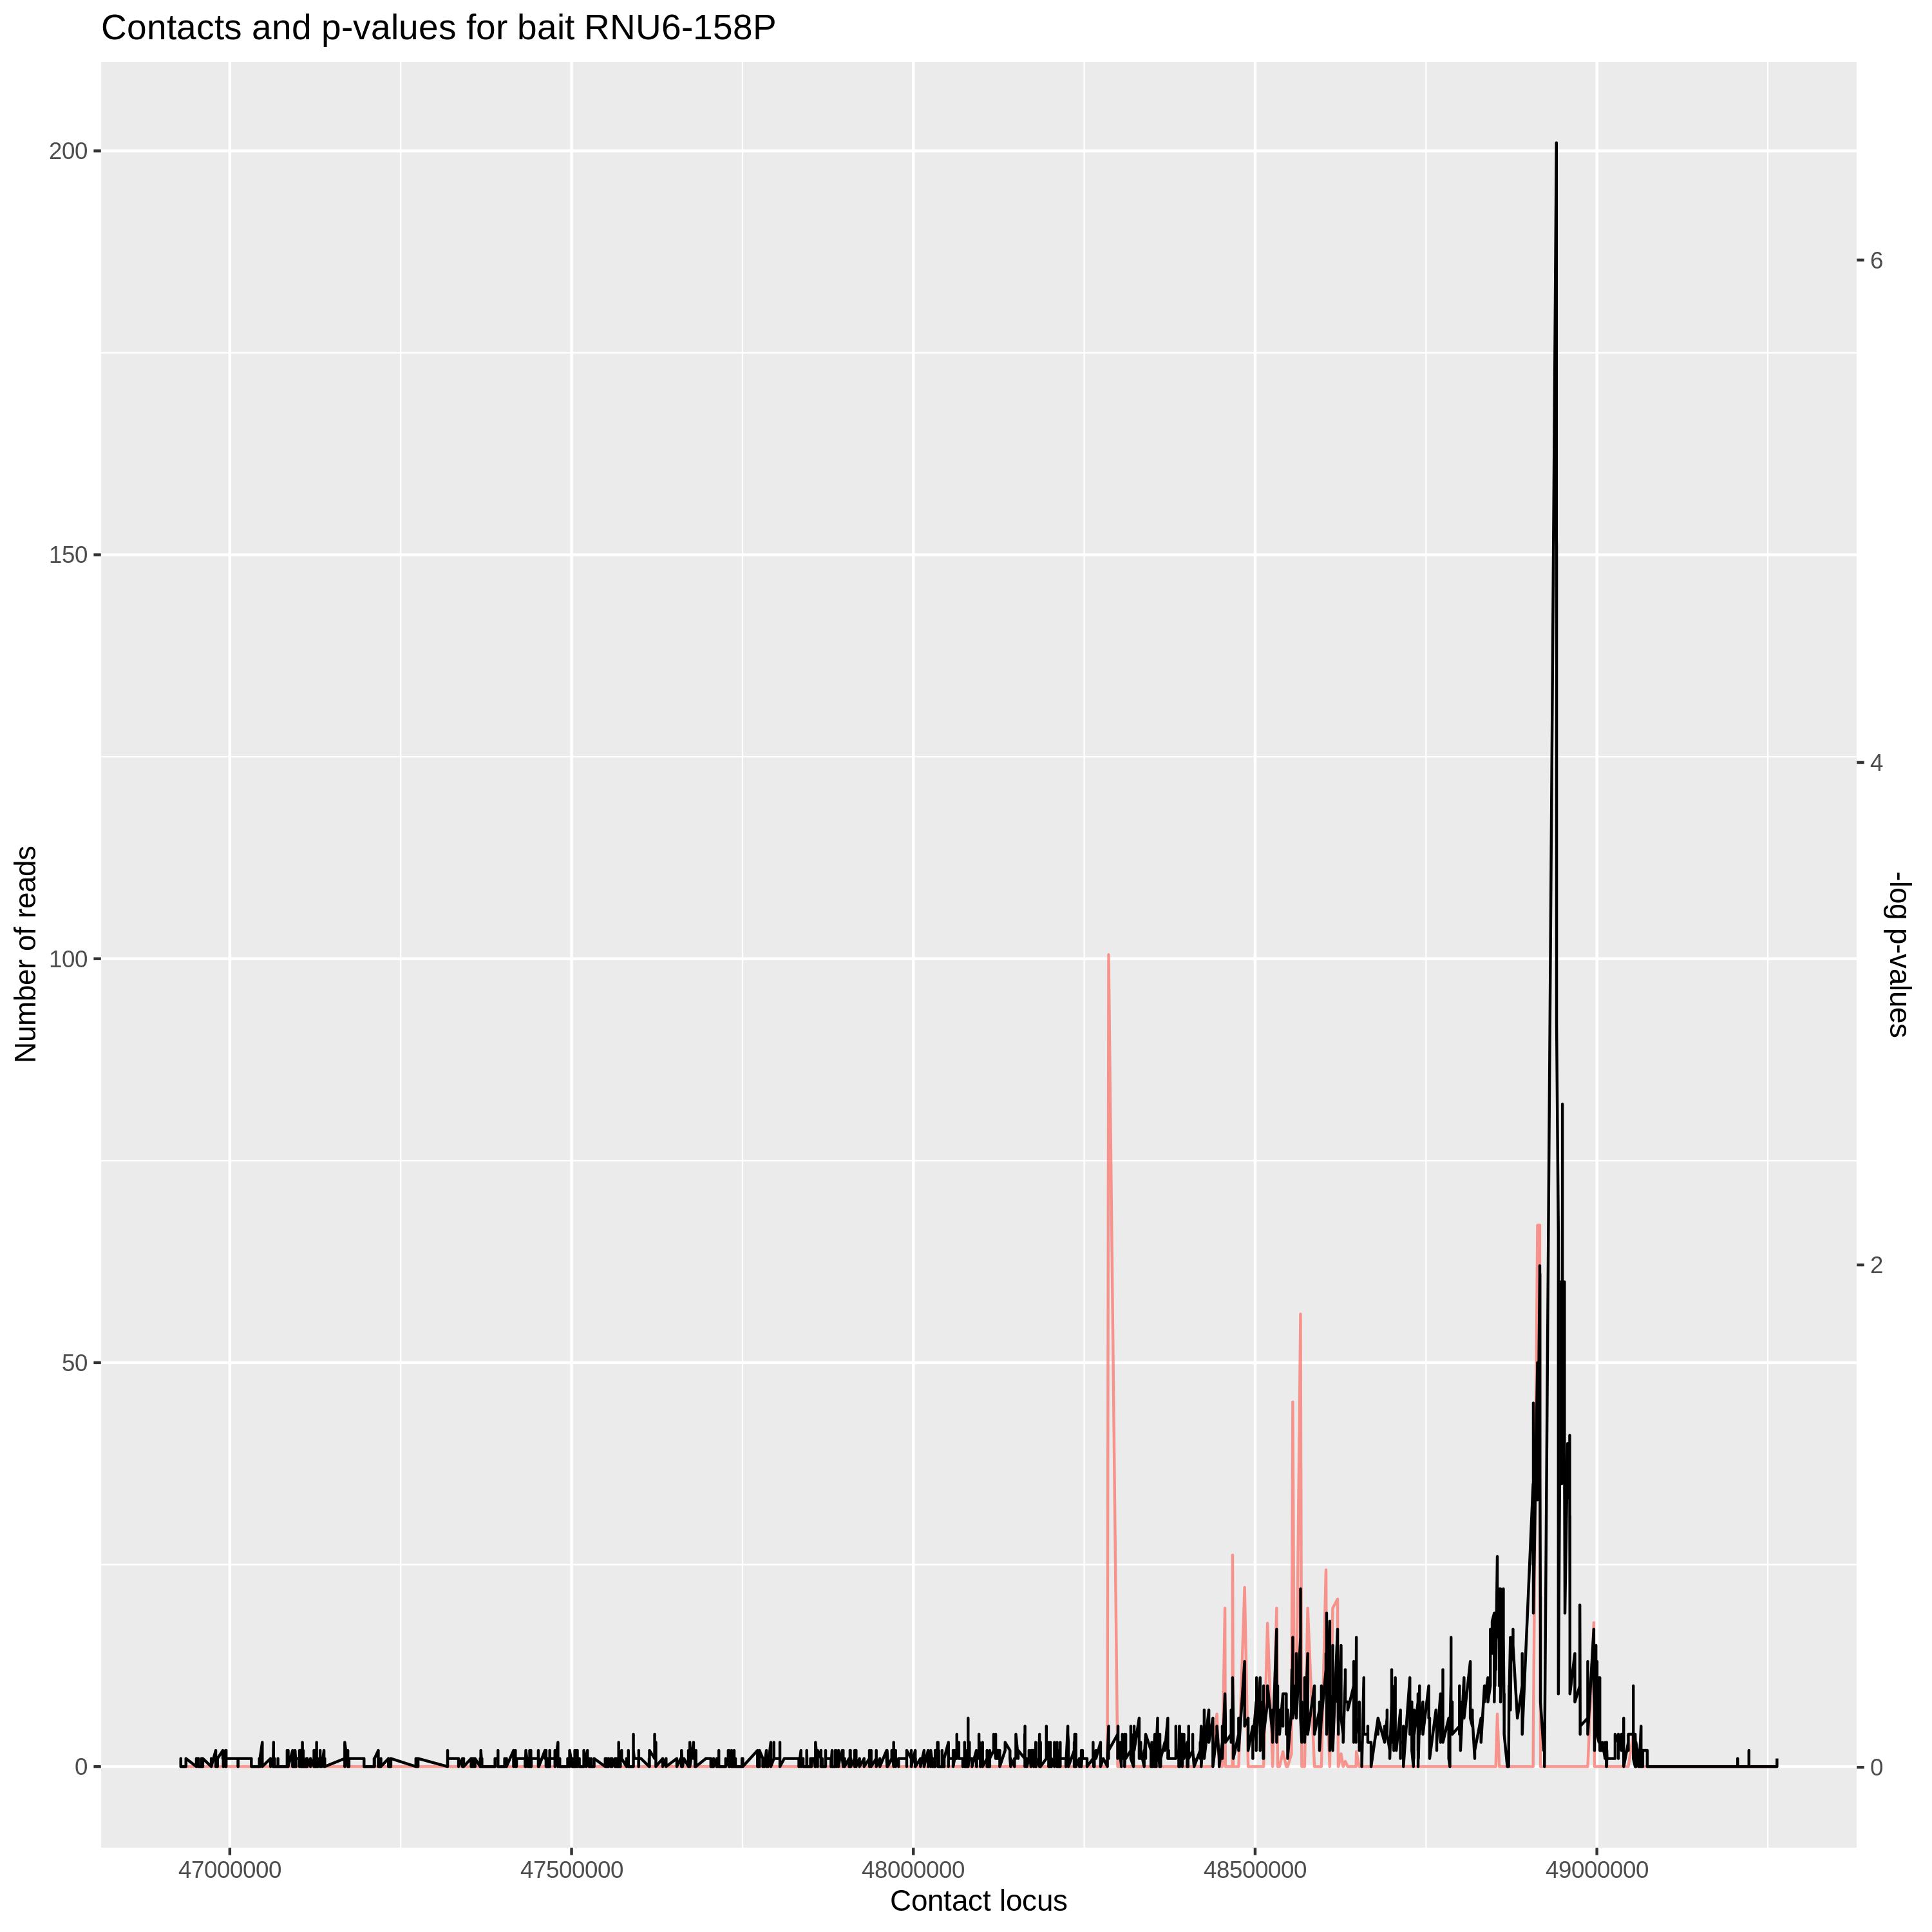 Contacts and p-values for bait RNU6-158P
200
150
100
50
0
Number of reads
6
4
2
0
-log p-values
47000000 47500000 48000000 48500000 49000000
Contact locus